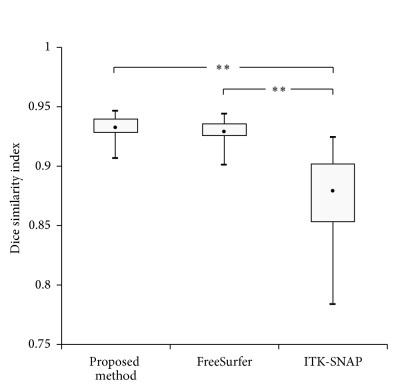 1
**
**
0.95
0.9
0.85
0.8
0.75
Dice similarity index
Proposed
method
FreeSurfer
ITK-SNAP